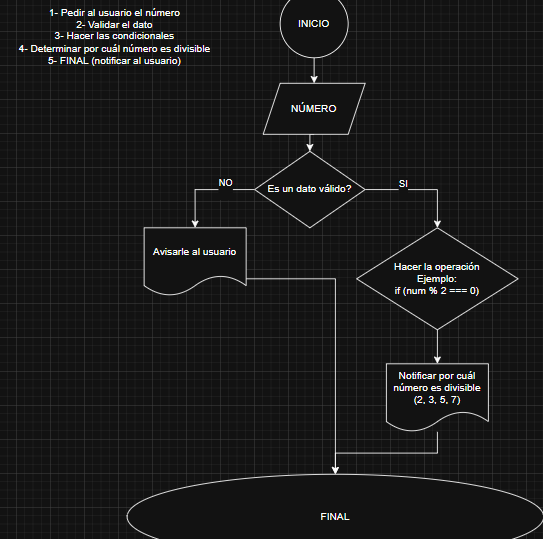 1- Pedir al usuario el número
2- Validar el dato
3- Hacer las condicionales
4- Determinar por cuál número es divisible
5- FINAL (notificar al usuario)
INICIO
NÚMERO
Es un dato válido?
NO
SI
Avisarle al usuario
Hacer la operación
Ejemplo:
if (num % 2 === 0)
Notificar por cuál
número es divisible
(2, 3, 5, 7)
FINAL